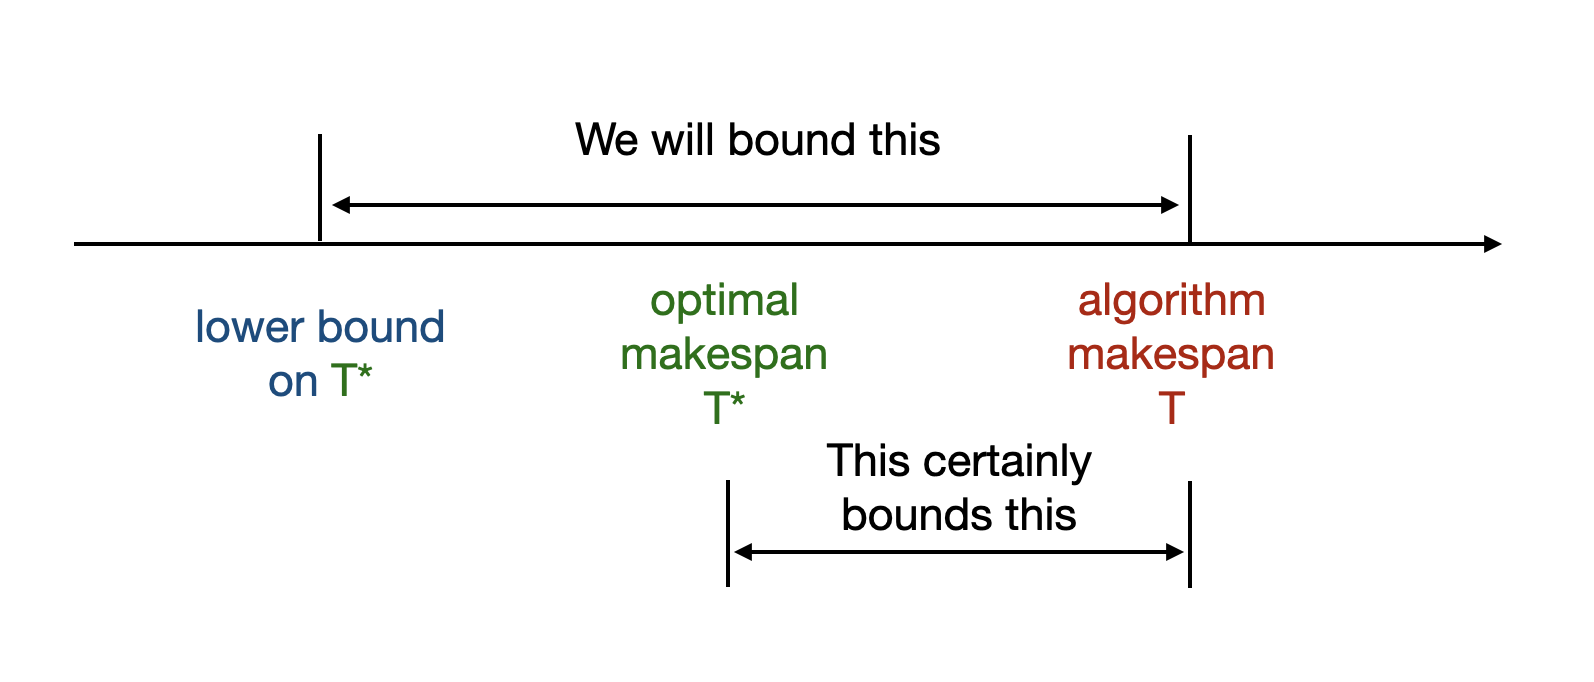 We will bound this
lower bound
on T*
optimal
makespan
T*
algorithm
makespan
T
This certainly
bounds this